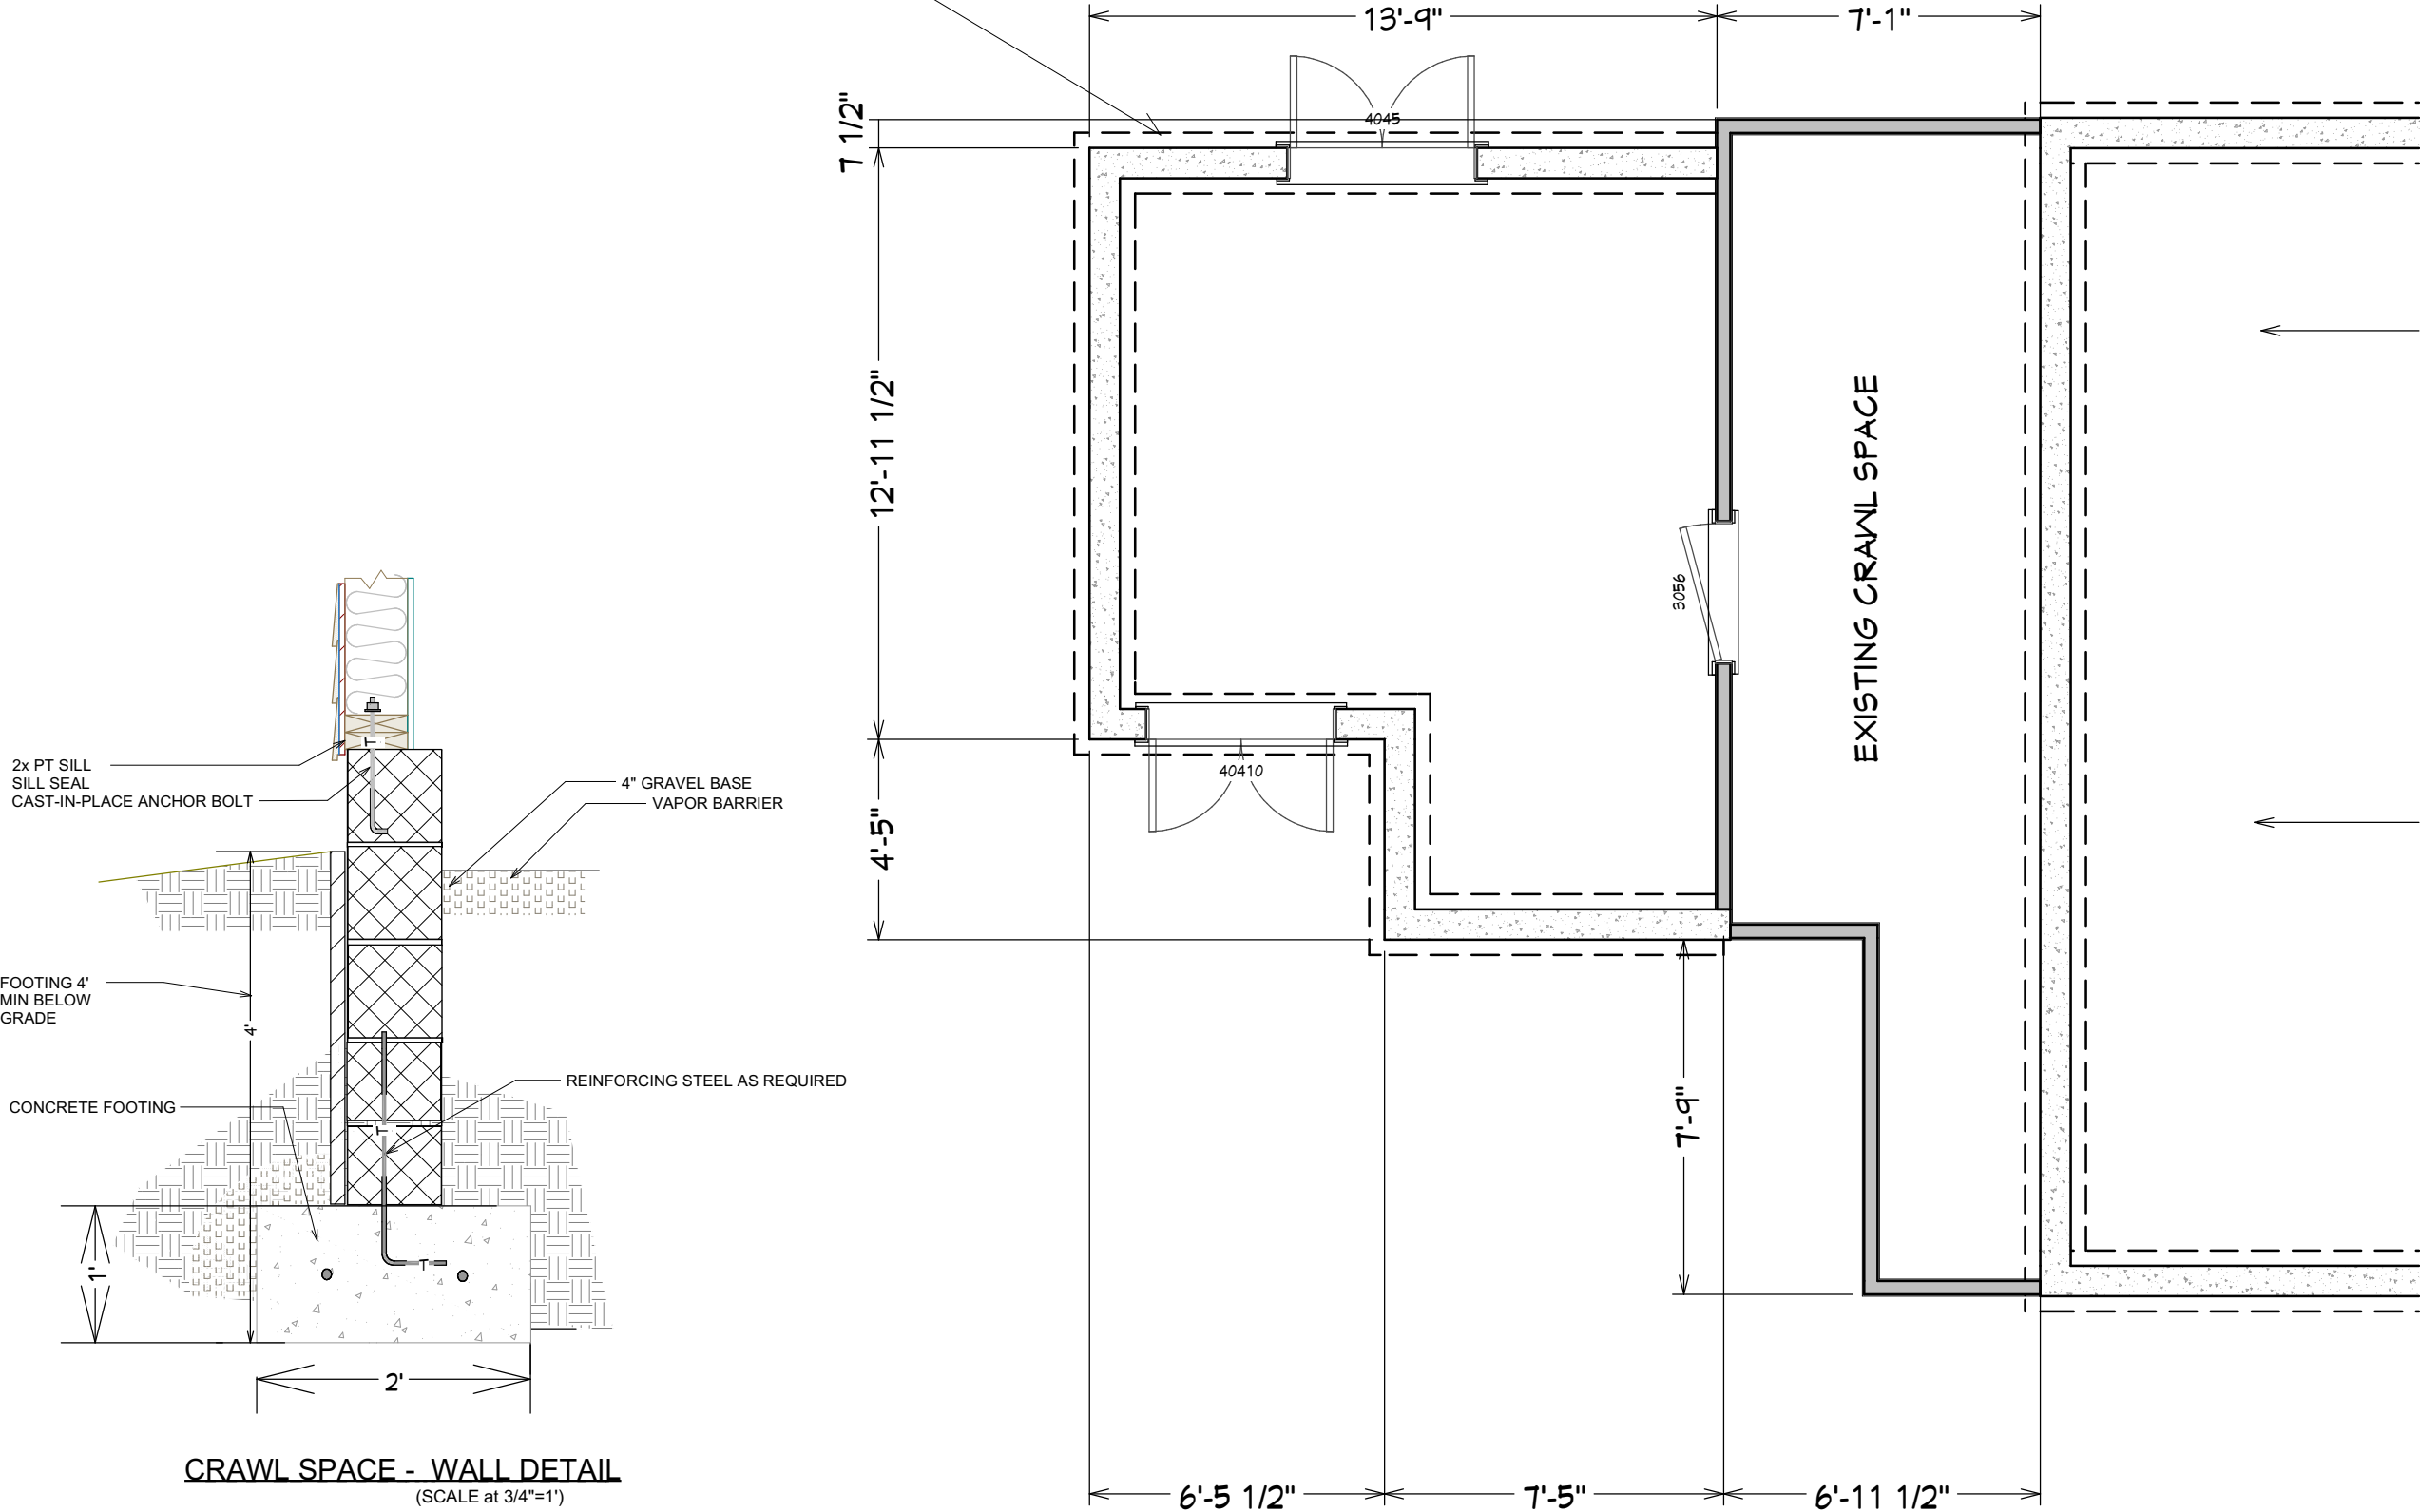 13'-9"
7'-1"
7 1/2"
4045
12'-11 1/2"
EXISTING CRAWL SPACE
3056
2x PT SILL
SILL SEAL
CAST-IN-PLACE ANCHOR BOLT
T
4" GRAVEL BASE
VAPOR BARRIER
40410
4'-5"
FOOTING 4'
MIN BELOW
GRADE
4'
REINFORCING STEEL AS REQUIRED
CONCRETE FOOTING
T
7'-9"
T
1'
2'
CRAWL SPACE - WALL DETAIL
(SCALE at 3/4"=1')
6'-5 1/2"
7'-5"
6'-11 1/2"